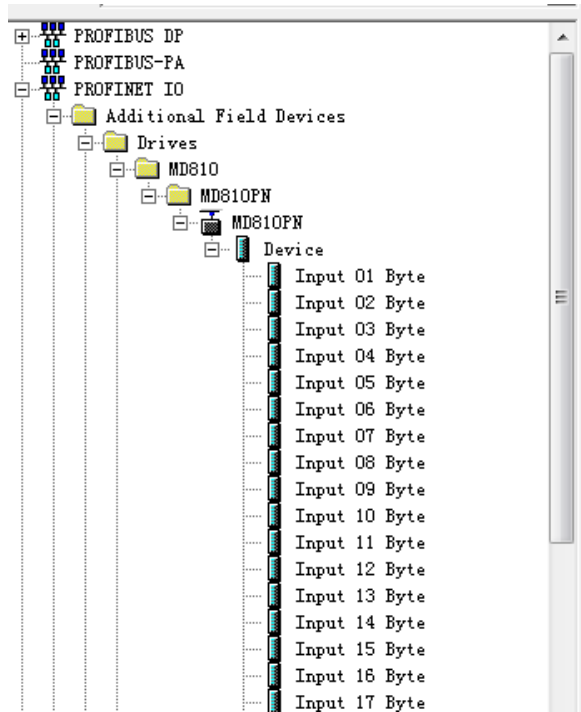 PROFIBUS DP
PROFIBUS-PA
PROFINET IO
Additional Field Devices
Drives
MD810
MD810PN
MD810PN
Device
Input 01 Byte
Input 02 Byte
Input 03 Byte
Input 04 Byte
Input 05 Byte
Input 06 Byte
Input 07 Byte
Input 08 Byte
Input 09 Byte
Input 10 Byte
Input 11 Byte
Input 12 Byte
Input 13 Byte
Input 14 Byte
Input 15 Byte
Input 16 Byte
Input 17 Byte